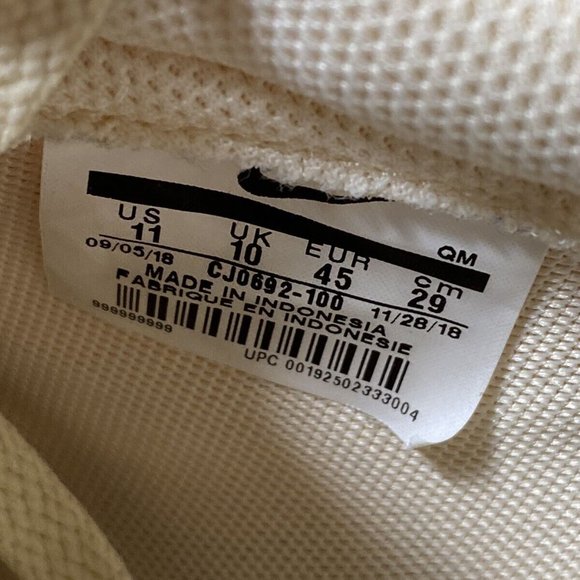 US UK EUR cm QM
11 10 45 29
09/05/18 CJ0692-100 11/28/18
MADE IN INDONESIA
FABRIQUE EN INDONESIE
999999999
UPC 00192502333004